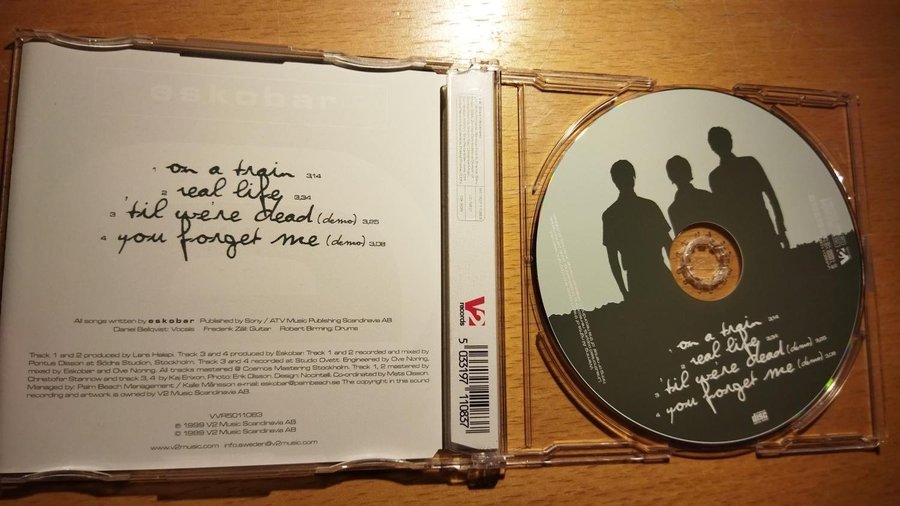 eskobar
1 on a train 3,14
2 real life 3,34
3 'til we're dead (demo) 3,25
4 you forget me (demo) 3,08
All songs written by eskobar Published by Sony / ATV Music Publishing Scandinavia AB
Daniel Bellqvist: Vocals Frederik Zäll: Guitar Robert Birming: Drums
Track 1 and 2 produced by Lars Halapi. Track 3 and 4 produced by Eskobar. Track 1 and 2 recorded and mixed by
Pontus Olsson at Södra Studion, Stockholm. Track 3 and 4 recorded at Studio Ovest. Engineered by Ove Noring,
mixed by Eskobar and Ove Noring. All tracks mastered @ Cosmos Mastering Stockholm. Track 1, 2 mastered by
Christofer Stannow and track 3, 4 by Kaj Erixon. Photo: Erik Olsson. Design: Nocintali. Co-ordinated by Mats Olsson.
Managed by: Palm Beach Management / Kalle Månsson e-mail: eskobar@palmbeach.se The copyright in this sound
recording and artwork is owned by V2 Music Scandinavia AB.
VVR5011083
℗ 1999 V2 Music Scandinavia AB
© 1999 V2 Music Scandinavia AB
www.v2music.com info.sweden@v2music.com
V2
records
5 033197 110837
on a train 3,14
real life 3,34
3 'til we're dead (demo) 3,25
4 you forget me (demo) 3,08